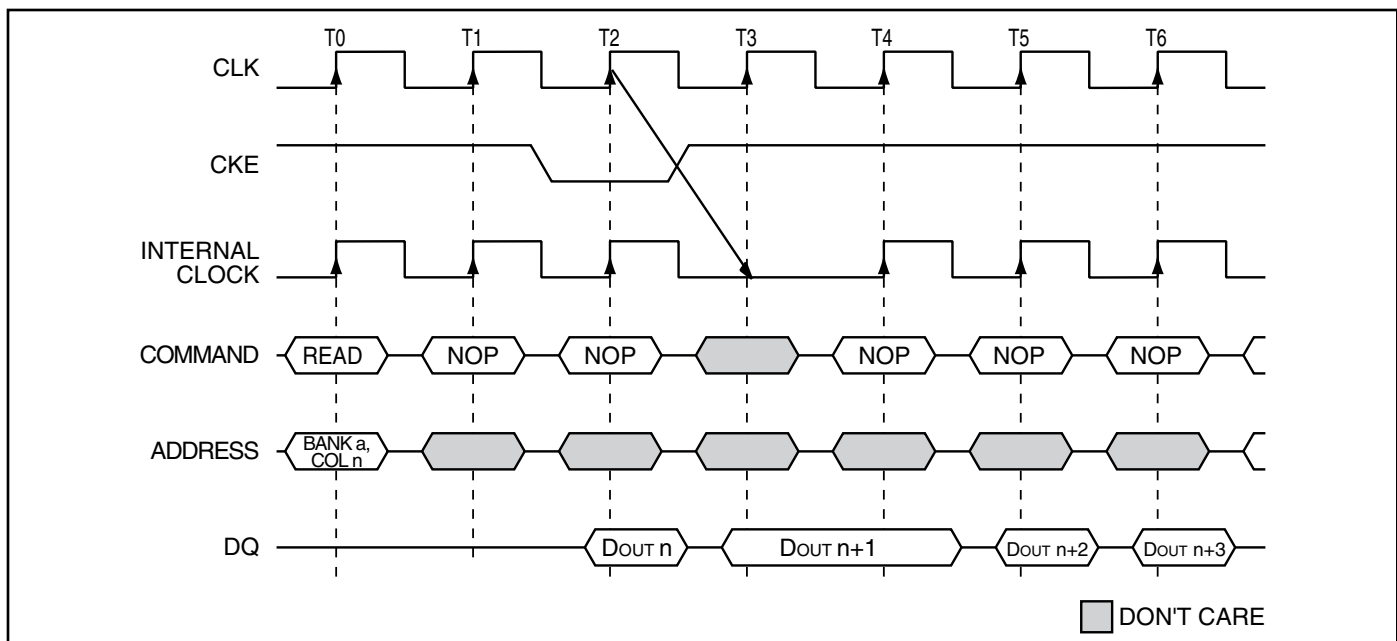 T0 T1 T2 T3 T4 T5 T6
CLK
CKE
INTERNAL
CLOCK
COMMAND READ NOP NOP NOP NOP NOP
ADDRESS BANK a,
COL n
DQ DOUT n DOUT n+1 DOUT n+2 DOUT n+3
DON'T CARE